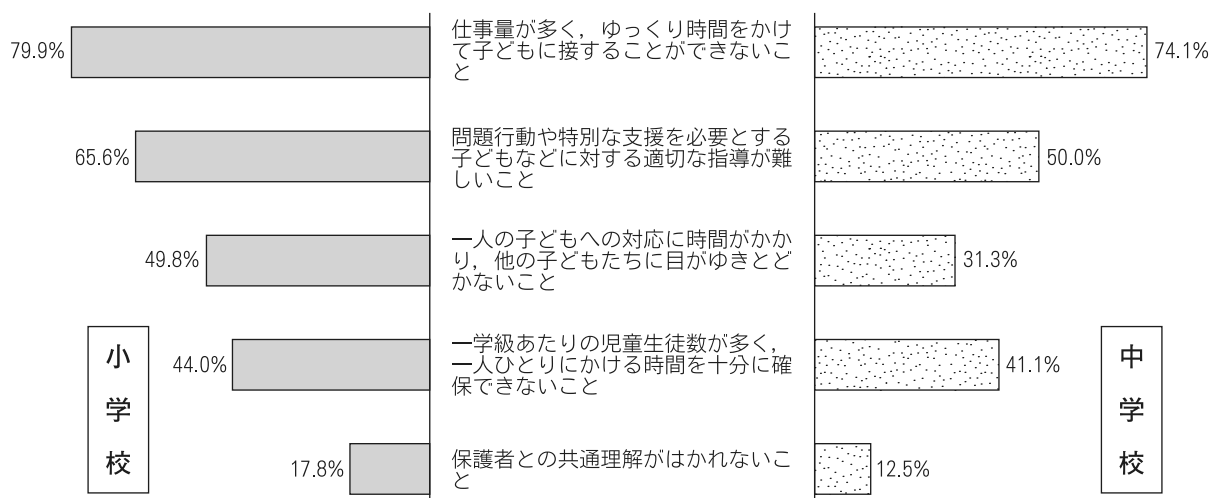 79.9%
仕事量が多く，ゆっくり時間をかけ
て子どもに接することができないこ
と
74.1%
65.6%
問題行動や特別な支援を必要とする
子どもなどに対する適切な指導が難
しいこと
50.0%
49.8%
一人の子どもへの対応に時間がかか
り，他の子どもたちに目がゆきとど
かないこと
31.3%
44.0%
一学級あたりの児童生徒数が多く，
一人ひとりにかける時間を十分に確
保できないこと
41.1%
17.8%
保護者との共通理解がはかれないこ
と
12.5%
小学校
中学校